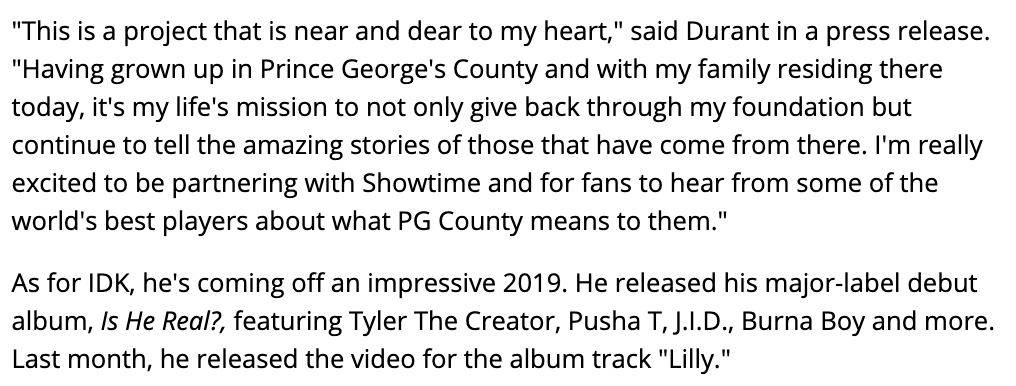 "This is a project that is near and dear to my heart," said Durant in a press release.
"Having grown up in Prince George's County and with my family residing there
today, it's my life's mission to not only give back through my foundation but
continue to tell the amazing stories of those that have come from there. I'm really
excited to be partnering with Showtime and for fans to hear from some of the
world's best players about what PG County means to them."
As for IDK, he's coming off an impressive 2019. He released his major-label debut
album, Is He Real?, featuring Tyler The Creator, Pusha T, J.I.D., Burna Boy and more.
Last month, he released the video for the album track "Lilly."